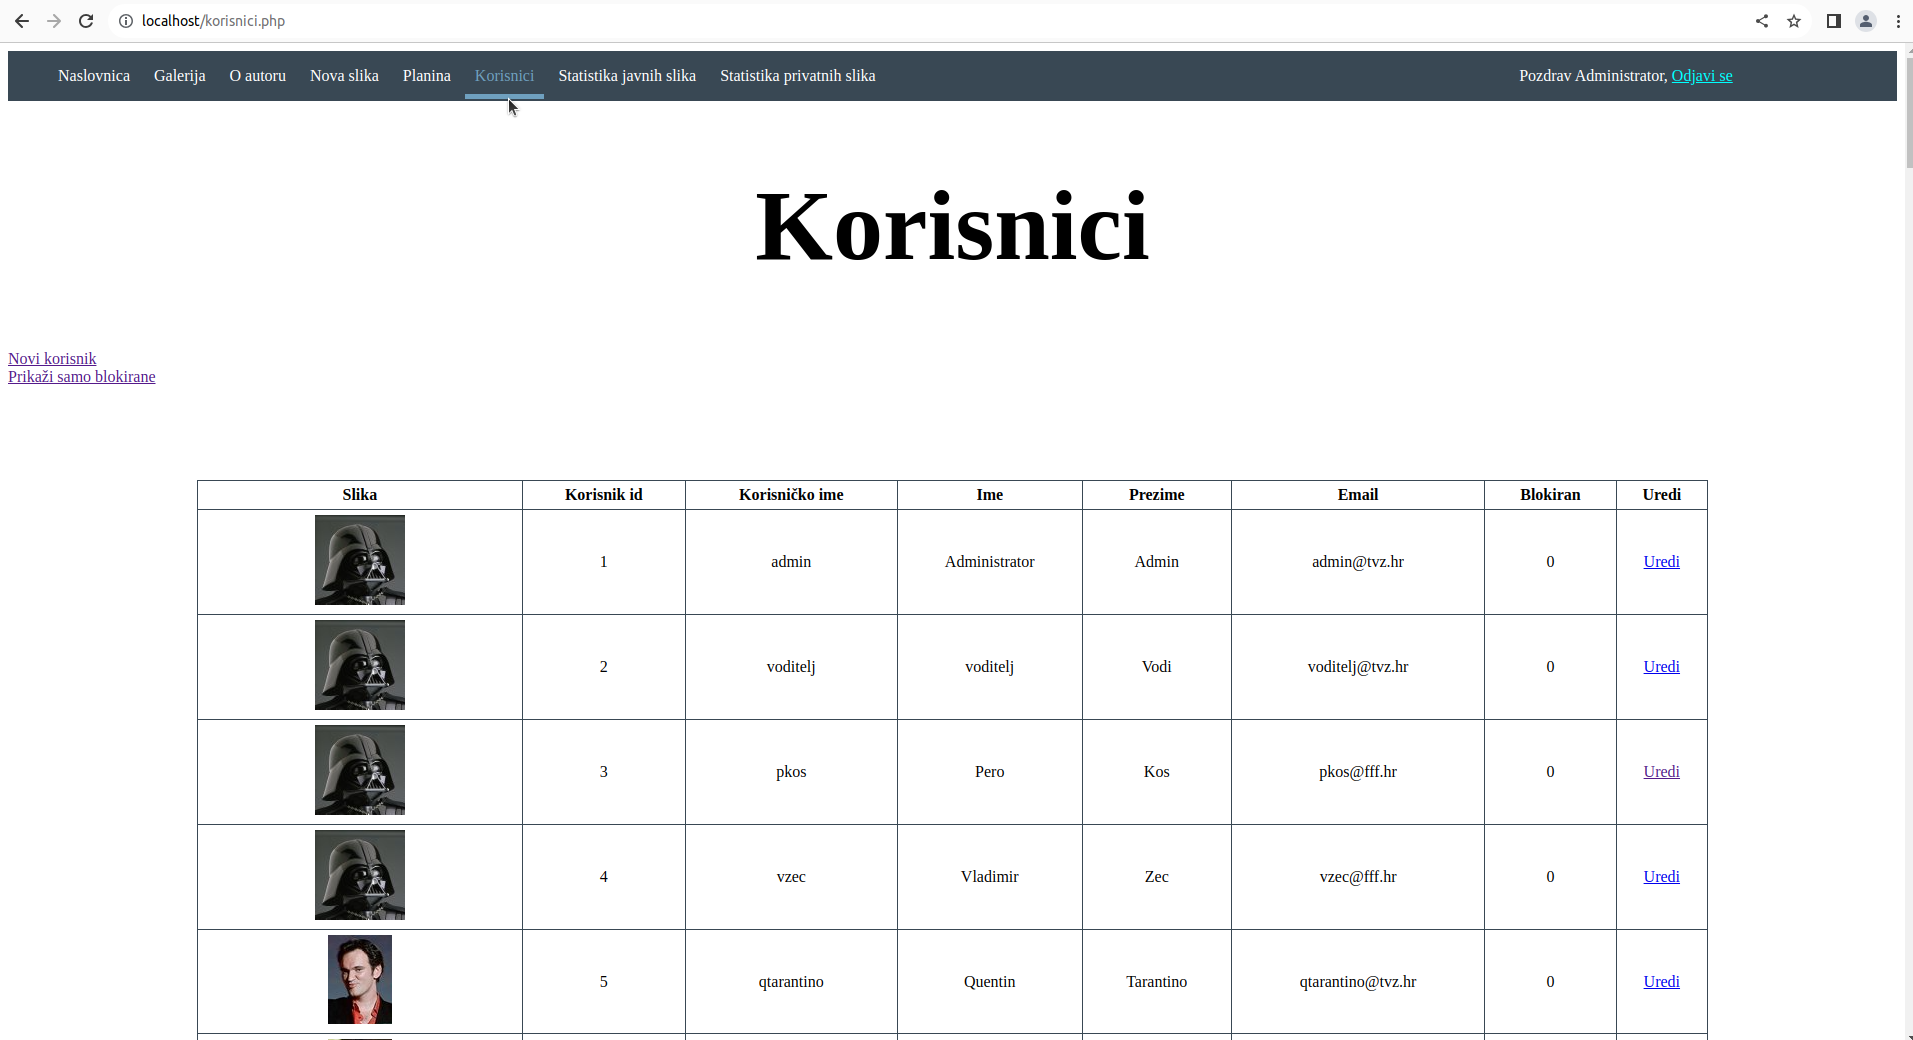 localhost/korisnici.php
Naslovnica Galerija O autoru Nova slika Planina Korisnici Statistika javnih slika Statistika privatnih slika Pozdrav Administrator, Odjavi se
Korisnici
Novi korisnik
Prikaži samo blokirane
Slika Korisnik id Korisničko ime Ime Prezime Email Blokiran Uredi
1 admin Administrator Admin admin@tvz.hr 0 Uredi
2 voditelj voditelj Vodi voditelj@tvz.hr 0 Uredi
3 pkos Pero Kos pkos@fff.hr 0 Uredi
4 vzec Vladimir Zec vzec@fff.hr 0 Uredi
5 qtarantino Quentin Tarantino qtarantino@tvz.hr 0 Uredi